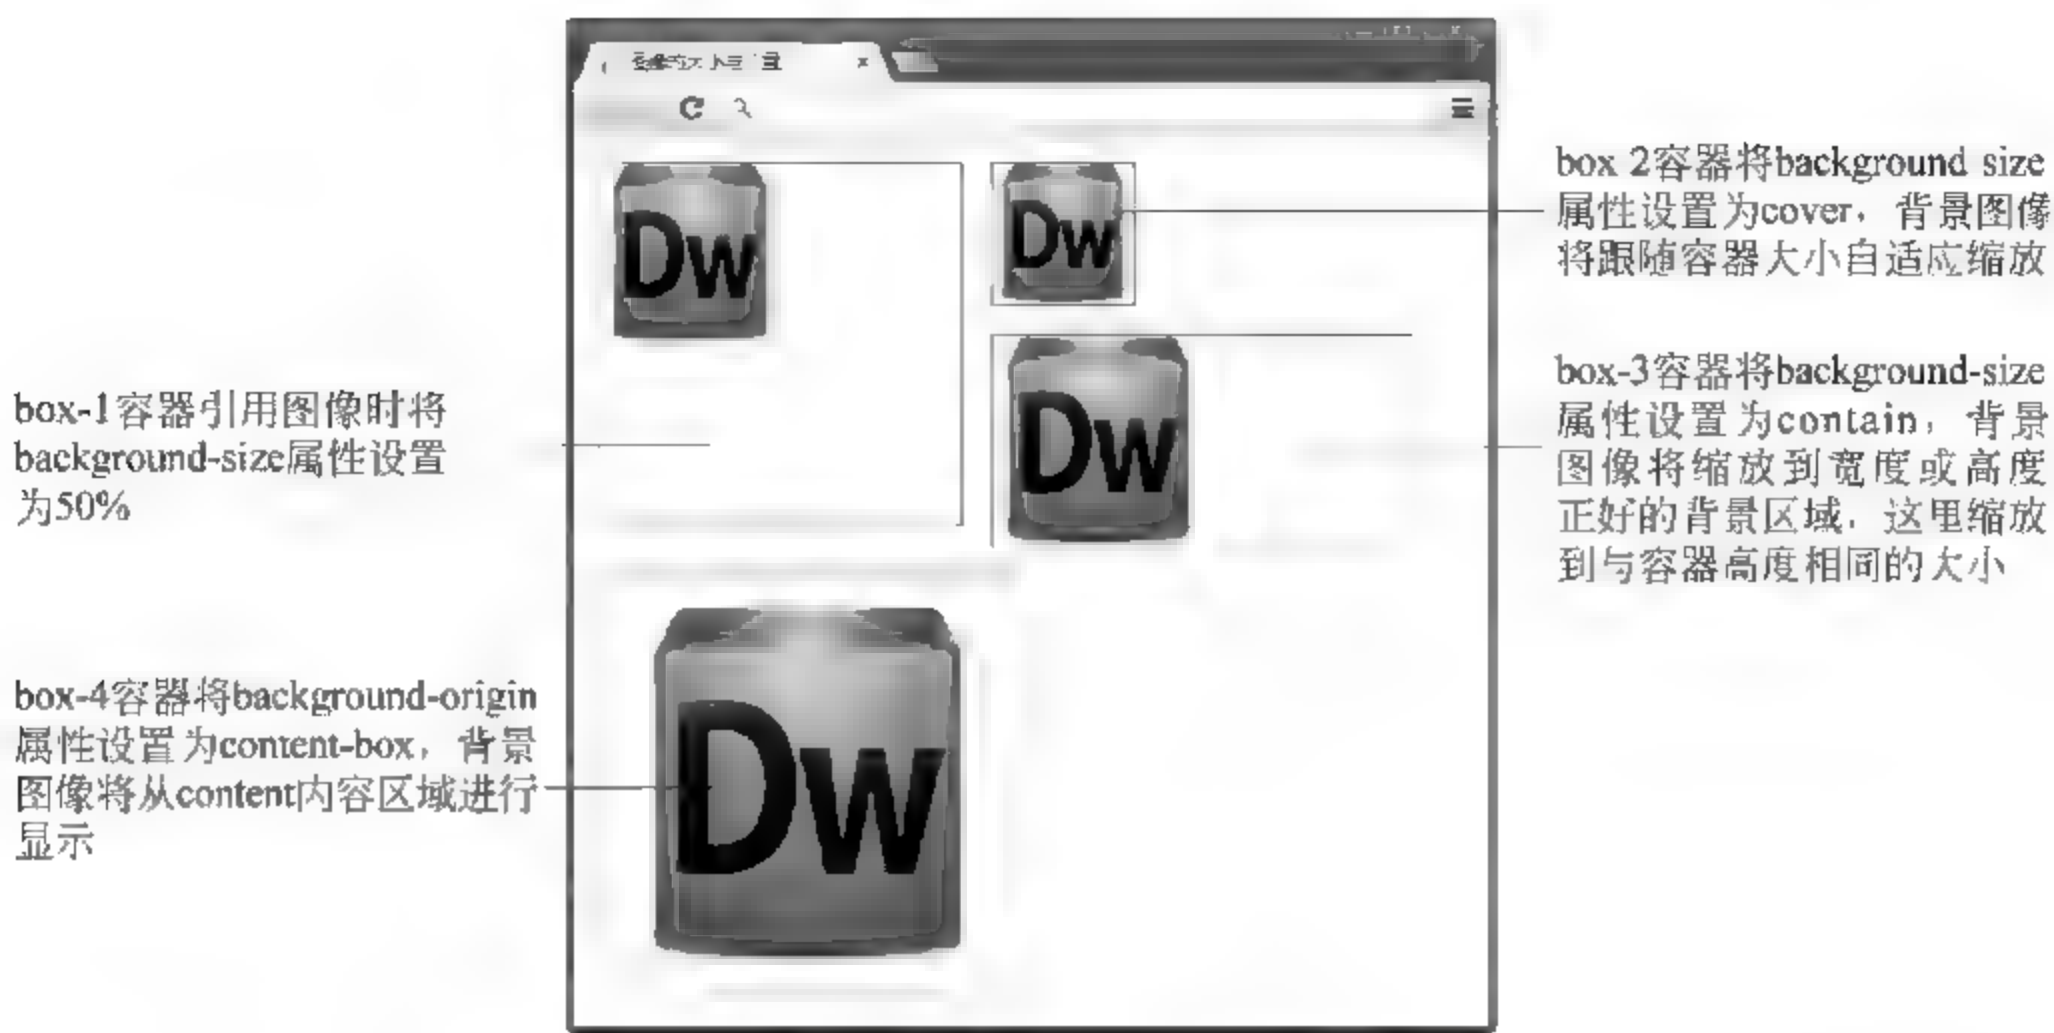 box-1容器引用图像时将
background-size属性设置
为50%
box-4容器将background-origin
属性设置为content-box，背景
图像将从content内容区域进行
显示
Dw
Dw
Dw
Dw
box 2容器将background size
属性设置为cover，背景图像
将跟随容器大小自适应缩放
box-3容器将background-size
属性设置为contain，背景
图像将缩放到宽度或高度
正好的背景区域，这里缩放
到与容器高度相同的大小